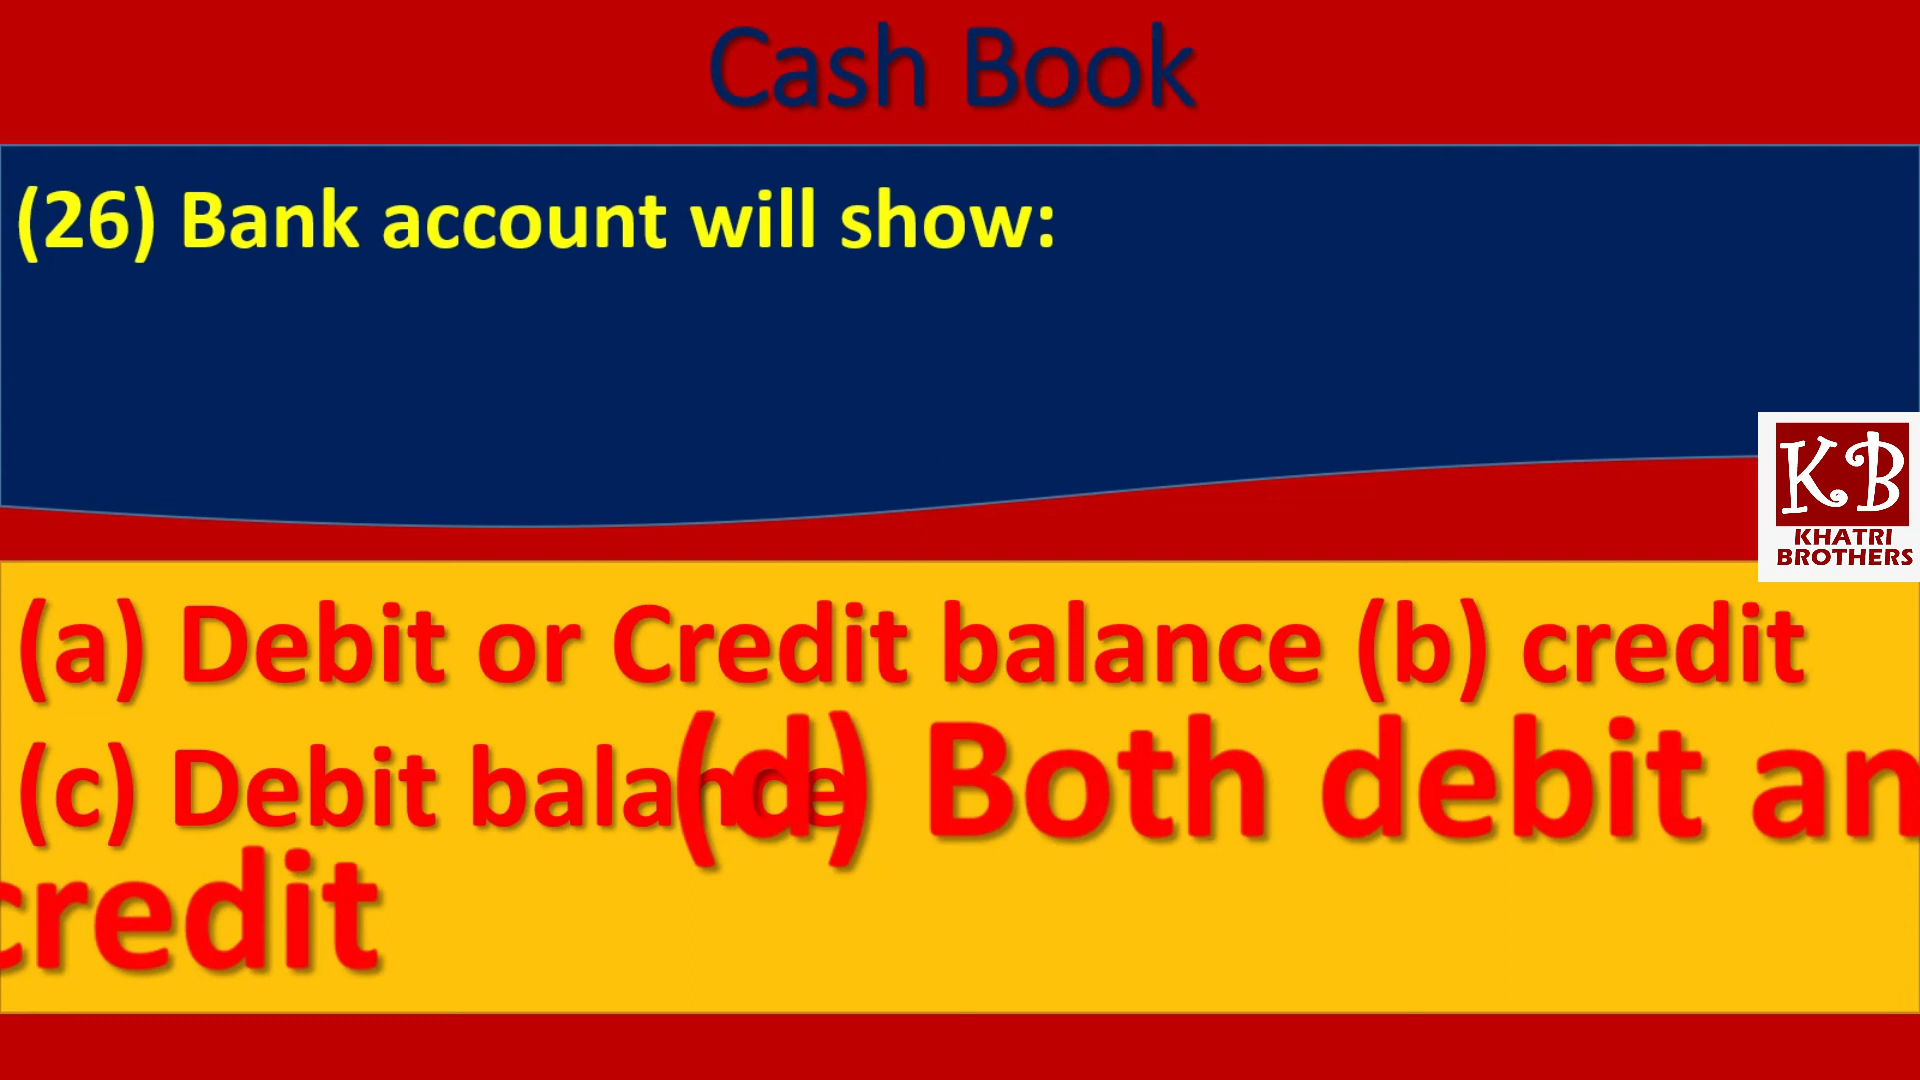 Cash Book
(26) Bank account will show:
KB
KHATRI
BROTHERS
(a) Debit or Credit balance (b) credit
(c) Debit balance (d) Both debit an
credit